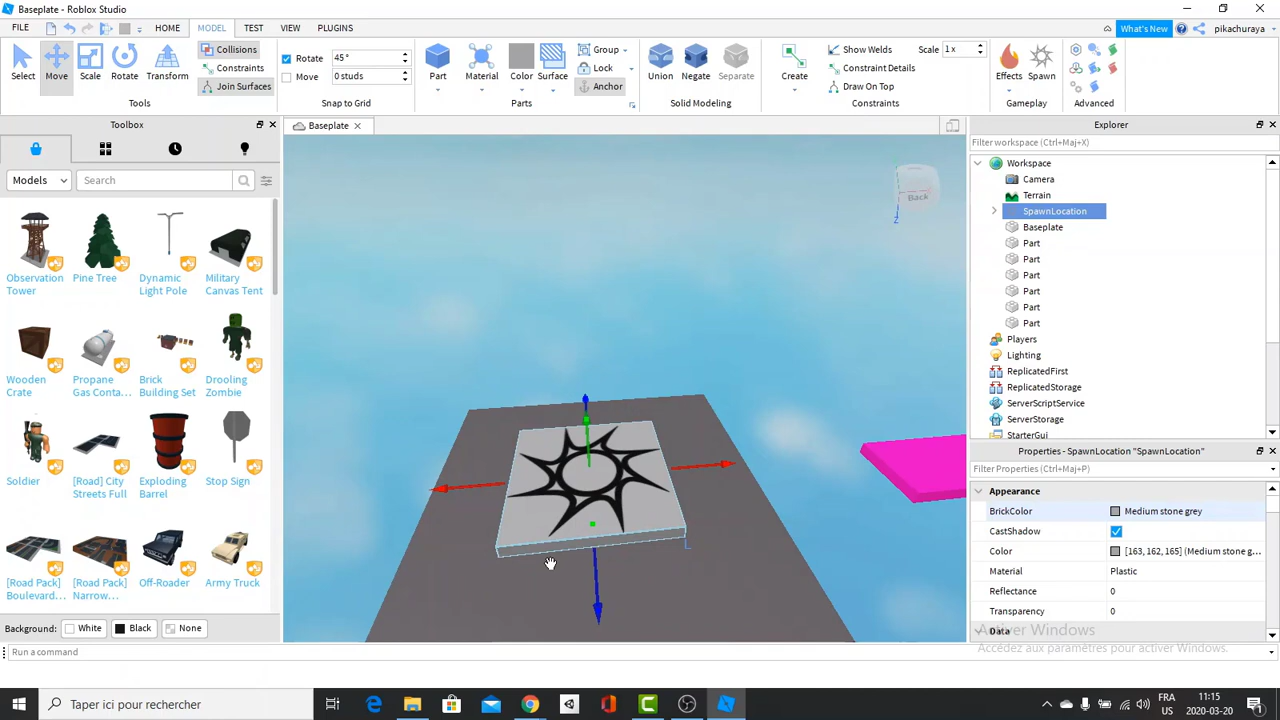 Baseplate - Roblox Studio
FILE HOME MODEL TEST VIEW PLUGINS What's New pikachuraya
Select Move Scale Rotate Transform
Collisions
Constraints
Join Surfaces
Tools
Rotate 45°
Move 0 studs
Snap to Grid
Part Material Color Surface
Group
Lock
Anchor
Parts
Union Negate Separate
Solid Modeling
Create
Show Welds Scale 1 x
Constraint Details
Draw On Top
Constraints
Effects Spawn
Gameplay
Advanced
Toolbox
Models Search
Observation Tower
Pine Tree
Dynamic Light Pole
Military Canvas Tent
Wooden Crate
Propane Gas Conta...
Brick Building Set
Drooling Zombie
Soldier
[Road] City Streets Full
Exploding Barrel
Stop Sign
[Road Pack] Boulevard...
[Road Pack] Narrow...
Off-Roader
Army Truck
Background: White Black None
Run a command
Baseplate
Back
Z
Explorer
Filter workspace (Ctrl+Maj+X)
Workspace
Camera
Terrain
SpawnLocation
Baseplate
Part
Part
Part
Part
Part
Part
Players
Lighting
ReplicatedFirst
ReplicatedStorage
ServerScriptService
ServerStorage
StarterGui
Properties - SpawnLocation "SpawnLocation"
Filter Properties (Ctrl+Maj+P)
Appearance
BrickColor Medium stone grey
CastShadow
Color [163, 162, 165] (Medium stone g...
Material Plastic
Reflectance 0
Transparency 0
Data
Activer Windows
Accédez aux paramètres pour activer Windows.
Taper ici pour rechercher
FRA
US
11:15
2020-03-20